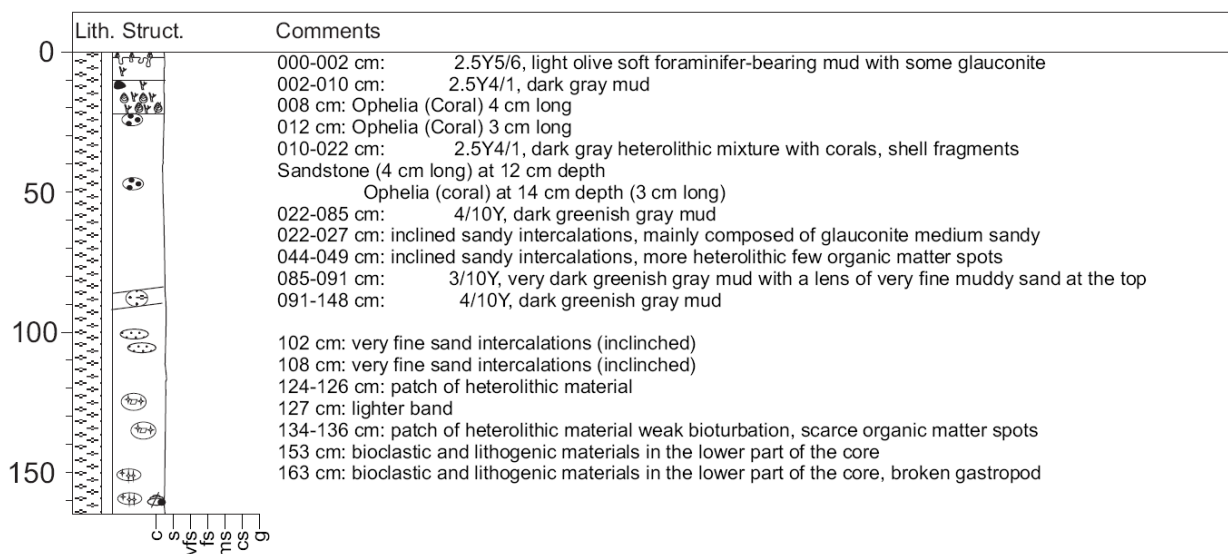 Lith. Struct. Comments
0
000-002 cm: 2.5Y5/6, light olive soft foraminifer-bearing mud with some glauconite
002-010 cm: 2.5Y4/1, dark gray mud
008 cm: Ophelia (Coral) 4 cm long
012 cm: Ophelia (Coral) 3 cm long
010-022 cm: 2.5Y4/1, dark gray heterolithic mixture with corals, shell fragments
Sandstone (4 cm long) at 12 cm depth
50
Ophelia (coral) at 14 cm depth (3 cm long)
022-085 cm: 4/10Y, dark greenish gray mud
022-027 cm: inclined sandy intercalations, mainly composed of glauconite medium sandy
044-049 cm: inclined sandy intercalations, more heterolithic few organic matter spots
085-091 cm: 3/10Y, very dark greenish gray mud with a lens of very fine muddy sand at the top
091-148 cm: 4/10Y, dark greenish gray mud
100
102 cm: very fine sand intercalations (inclinched)
108 cm: very fine sand intercalations (inclinched)
124-126 cm: patch of heterolithic material
127 cm: lighter band
134-136 cm: patch of heterolithic material weak bioturbation, scarce organic matter spots
153 cm: bioclastic and lithogenic materials in the lower part of the core
150
163 cm: bioclastic and lithogenic materials in the lower part of the core, broken gastropod
c s vfs fs ms cs g